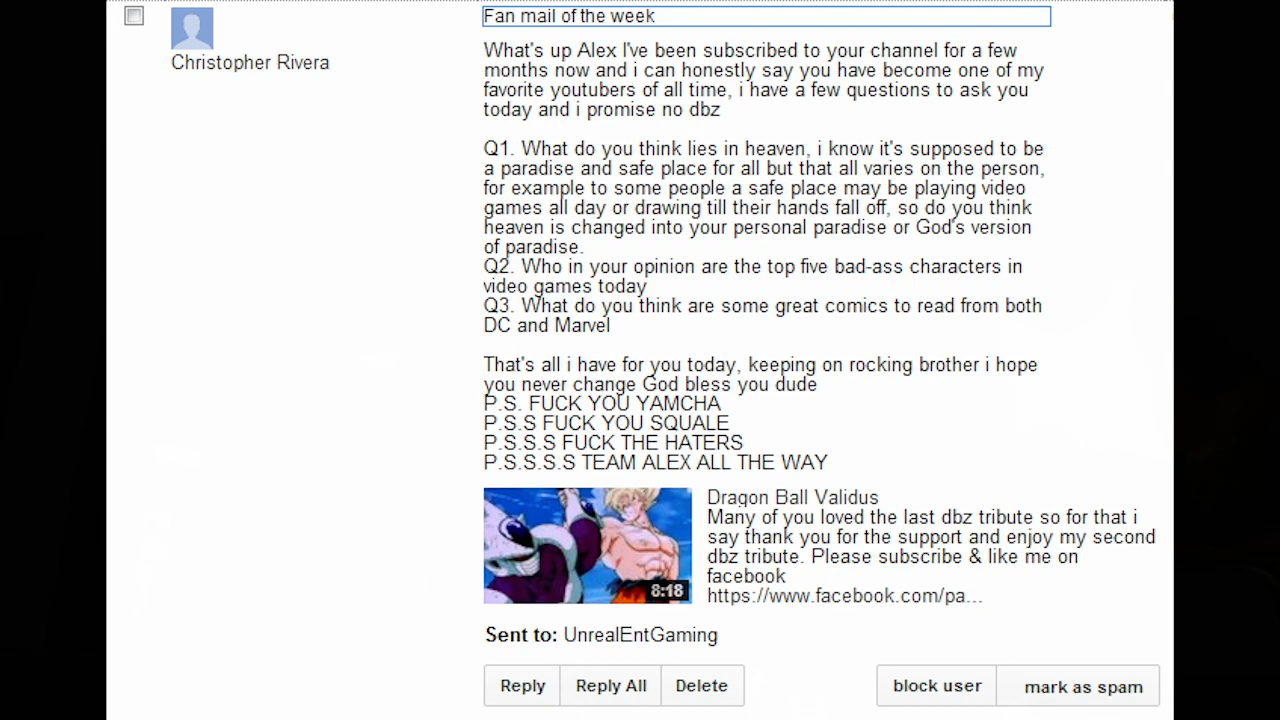 Fan mail of the week
Christopher Rivera
What's up Alex I've been subscribed to your channel for a few
months now and i can honestly say you have become one of my
favorite youtubers of all time, i have a few questions to ask you
today and i promise no dbz
Q1. What do you think lies in heaven, i know it's supposed to be
a paradise and safe place for all but that all varies on the person,
for example to some people a safe place may be playing video
games all day or drawing till their hands fall off, so do you think
heaven is changed into your personal paradise or God's version
of paradise.
Q2. Who in your opinion are the top five bad-ass characters in
video games today
Q3. What do you think are some great comics to read from both
DC and Marvel
That's all i have for you today, keeping on rocking brother i hope
you never change God bless you dude
P.S. FUCK YOU YAMCHA
P.S.S FUCK YOU SQUALE
P.S.S.S FUCK THE HATERS
P.S.S.S.S TEAM ALEX ALL THE WAY
8:18
Dragon Ball Validus
Many of you loved the last dbz tribute so for that i
say thank you for the support and enjoy my second
dbz tribute. Please subscribe & like me on
facebook
https://www.facebook.com/pa...
Sent to: UnrealEntGaming
Reply Reply All Delete block user mark as spam